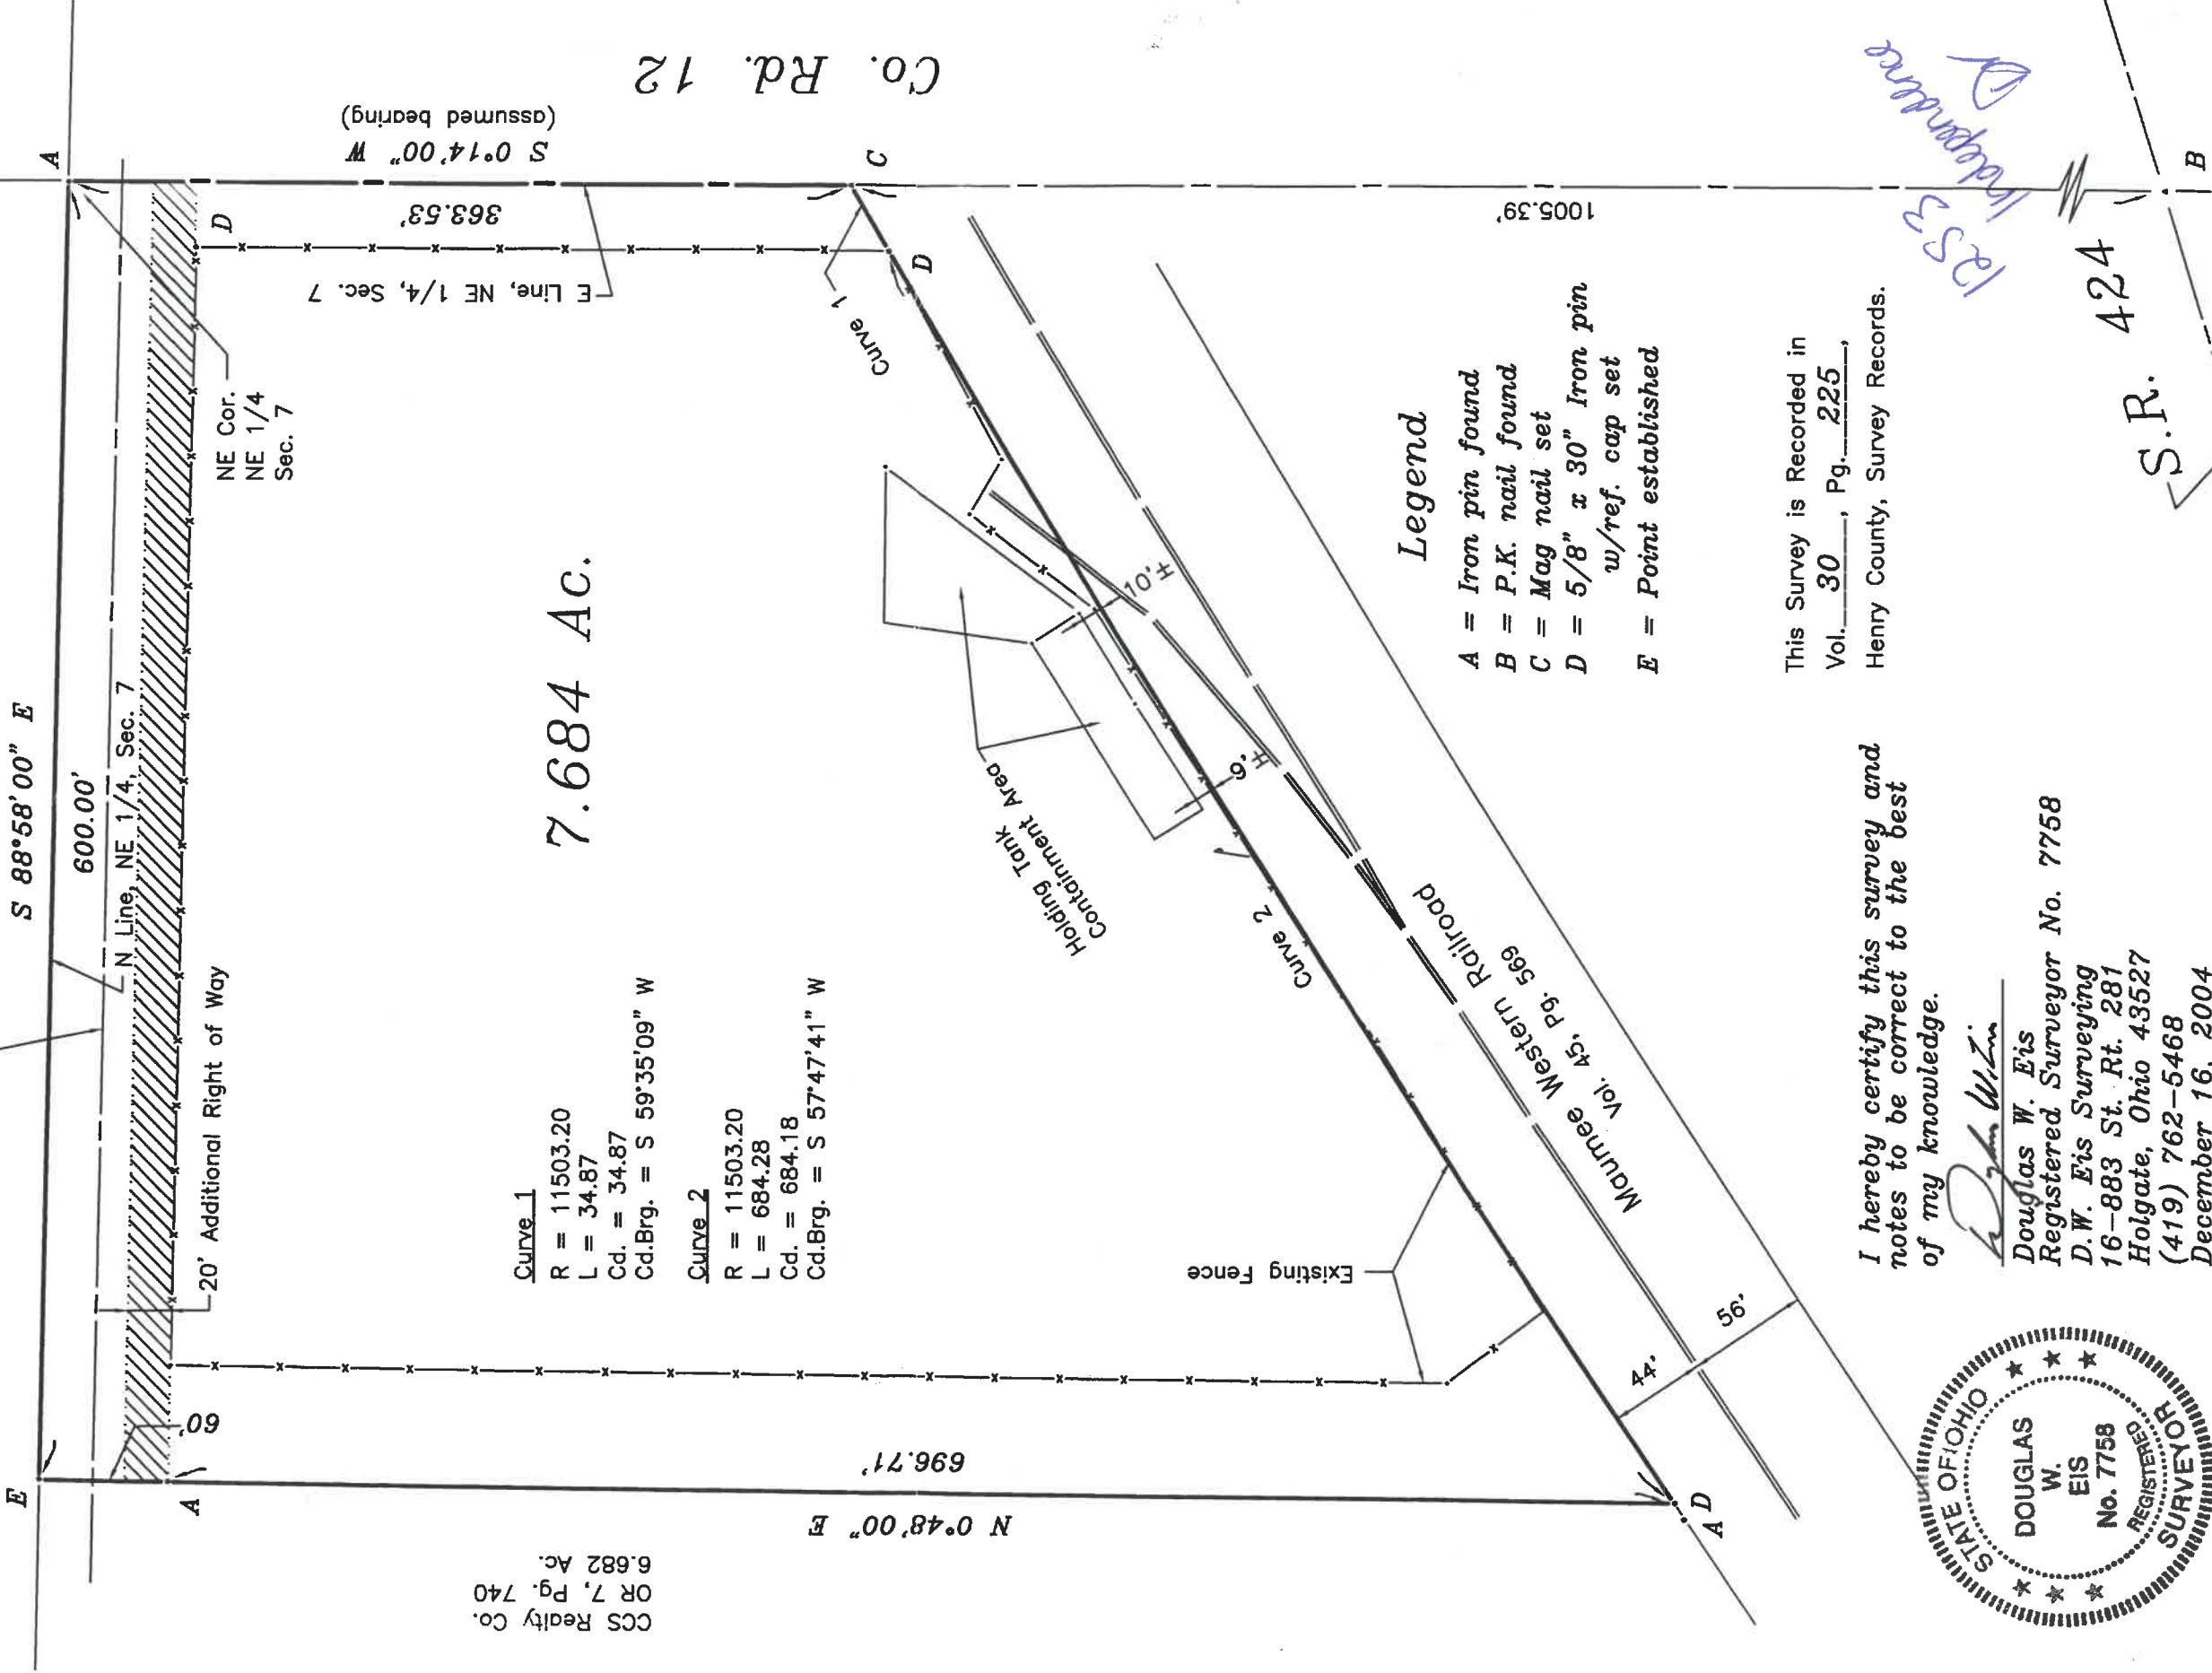 S 88°58'00" E
600.00'
N Line, NE 1/4, Sec. 7
A
E
A
D
NE Cor.
NE 1/4
Sec. 7
20' Additional Right of Way
60'
S 0°14'00" W
(assumed bearing)
363.53'
E Line, NE 1/4, Sec. 7
Co. Rd. 12
C
D
Curve 1
7.684 Ac.
Curve 1
R = 11503.20
L = 34.87
Cd. = 34.87
Cd.Brg. = S 59°35'09" W
Curve 2
R = 11503.20
L = 684.28
Cd. = 684.18
Cd.Brg. = S 57°47'41" W
Holding Tank
Containment Area
10'±
9'±
Curve 2
Existing Fence
Maumee Western Railroad
Vol. 45, Pg. 569
44'
56'
696.71'
N 0°48'00" E
CCS Realty Co.
OR 7, Pg. 740
6.682 Ac.
A
D
1005.39'
B
S.R. 424
1253
Independence
D
Legend
A = Iron pin found
B = P.K. nail found
C = Mag nail set
D = 5/8" x 30" Iron pin
w/ref. cap set
E = Point established
This Survey is Recorded in
Vol. 30, Pg. 225,
Henry County, Survey Records.
I hereby certify this survey and
notes to be correct to the best
of my knowledge.
Douglas W. Eis
Registered Surveyor No. 7758
D.W. Eis Surveying
16-883 St. Rt. 281
Holgate, Ohio 43527
(419) 762-5468
December 16, 2004
STATE OF OHIO
DOUGLAS
W.
EIS
No. 7758
REGISTERED
SURVEYOR